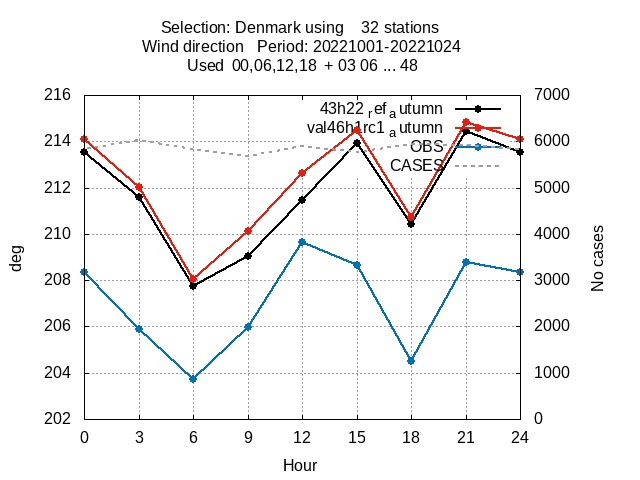 Selection: Denmark using    32 stations
Wind direction   Period: 20221001-20221024
Used  00,06,12,18  + 03 06 ... 48
216 7000
43h22_ref_autumn
val46h1rc1_autumn
214 6000
OBS
CASES
212 5000
210 4000
deg
No cases
208 3000
206 2000
204 1000
202 0
0 3 6 9 12 15 18 21 24
Hour